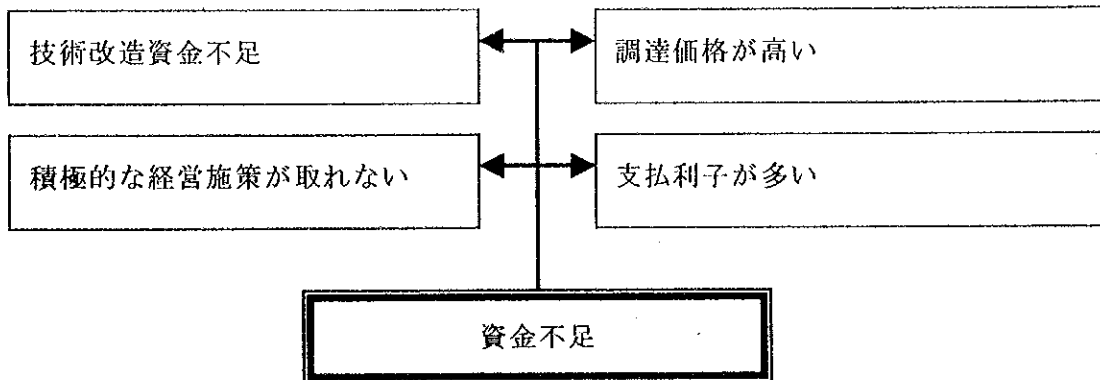 技術改造資金不足
調達価格が高い
積極的な経営施策が取れない
支払利子が多い
資金不足